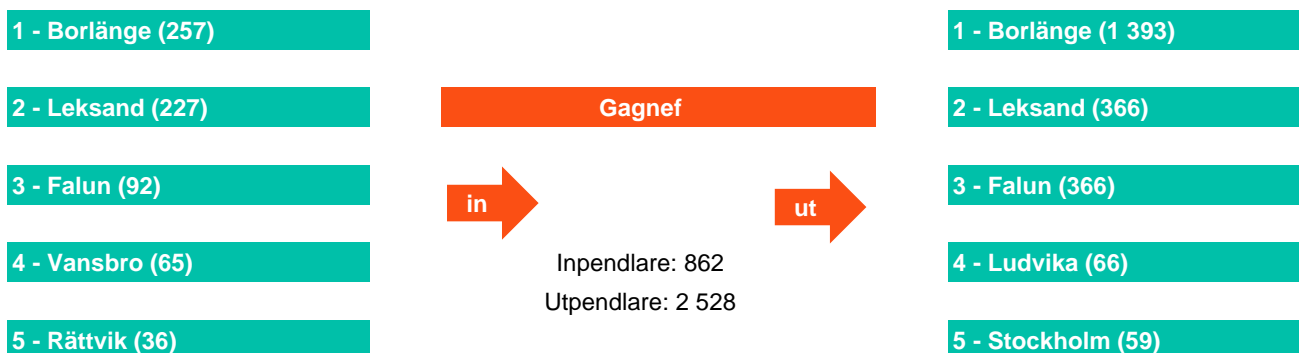 1 - Borlänge (257)
2 - Leksand (227)
3 - Falun (92)
4 - Vansbro (65)
5 - Rättvik (36)
Gagnef
in
ut
Inpendlare: 862
Utpendlare: 2 528
1 - Borlänge (1 393)
2 - Leksand (366)
3 - Falun (366)
4 - Ludvika (66)
5 - Stockholm (59)